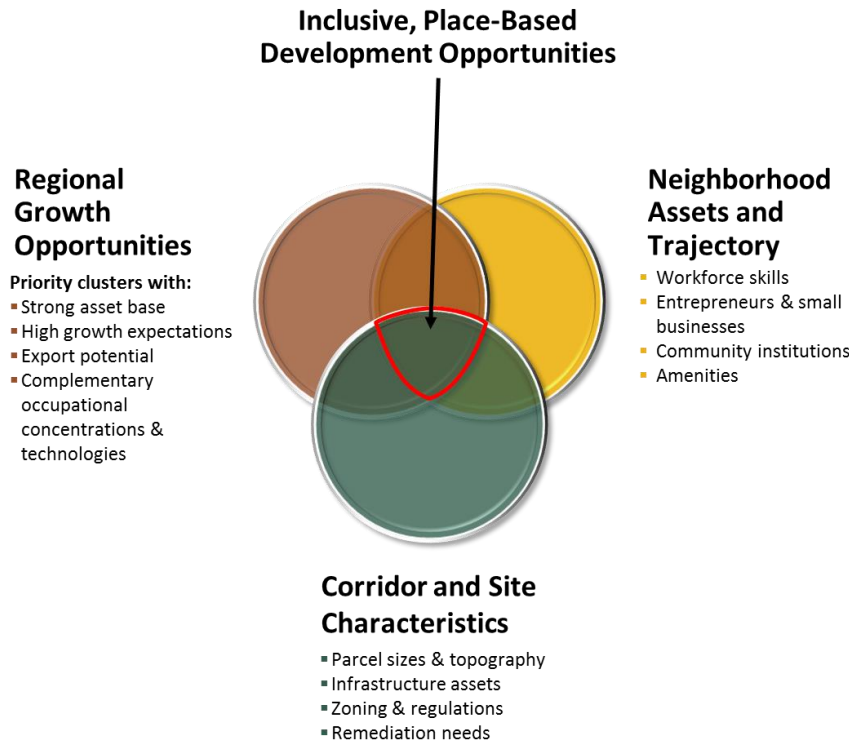 Inclusive, Place-Based
Development Opportunities
Regional
Growth
Opportunities
Priority clusters with:
▪ Strong asset base
▪ High growth expectations
▪ Export potential
▪ Complementary
occupational
concentrations &
technologies
Neighborhood
Assets and
Trajectory
▪ Workforce skills
▪ Entrepreneurs & small
businesses
▪ Community institutions
▪ Amenities
Corridor and Site
Characteristics
▪ Parcel sizes & topography
▪ Infrastructure assets
▪ Zoning & regulations
▪ Remediation needs